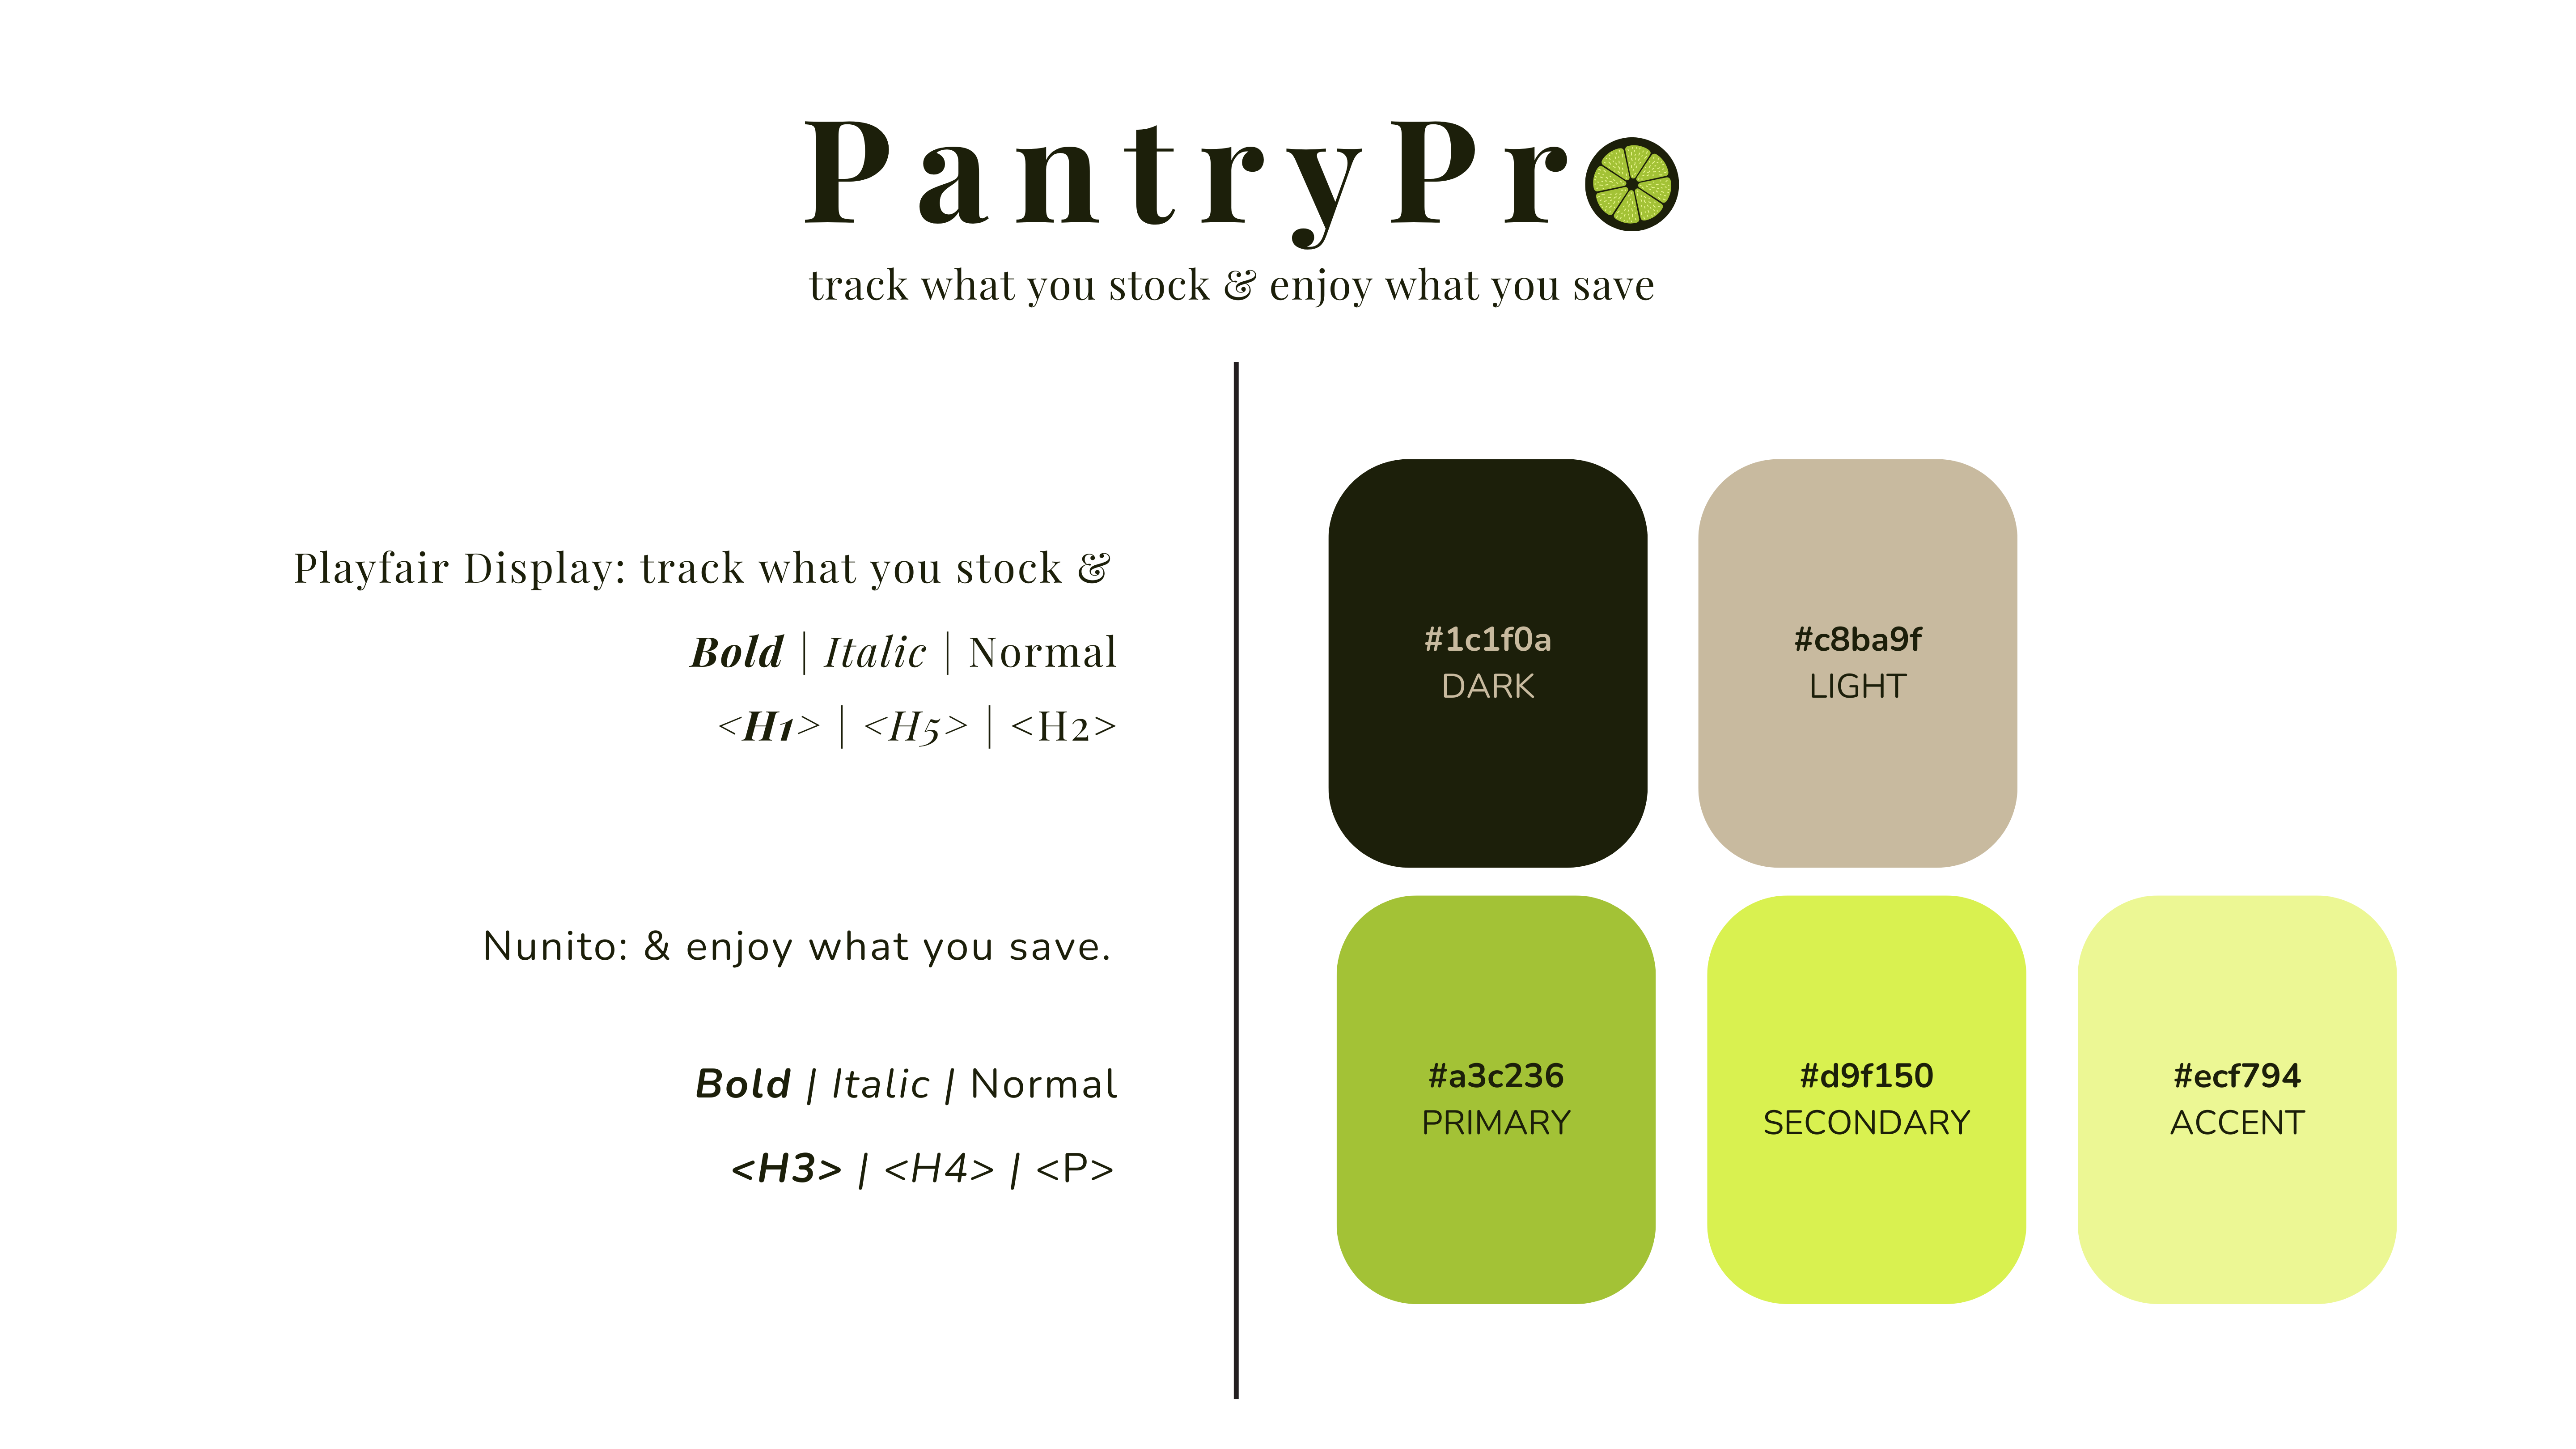 PantryPro
track what you stock & enjoy what you save
Playfair Display: track what you stock &
Bold | Italic | Normal
<H1> | <H5> | <H2>
Nunito: & enjoy what you save.
Bold | Italic | Normal
<H3> | <H4> | <P>
#1c1f0a
DARK
#c8ba9f
LIGHT
#a3c236
PRIMARY
#d9f150
SECONDARY
#ecf794
ACCENT